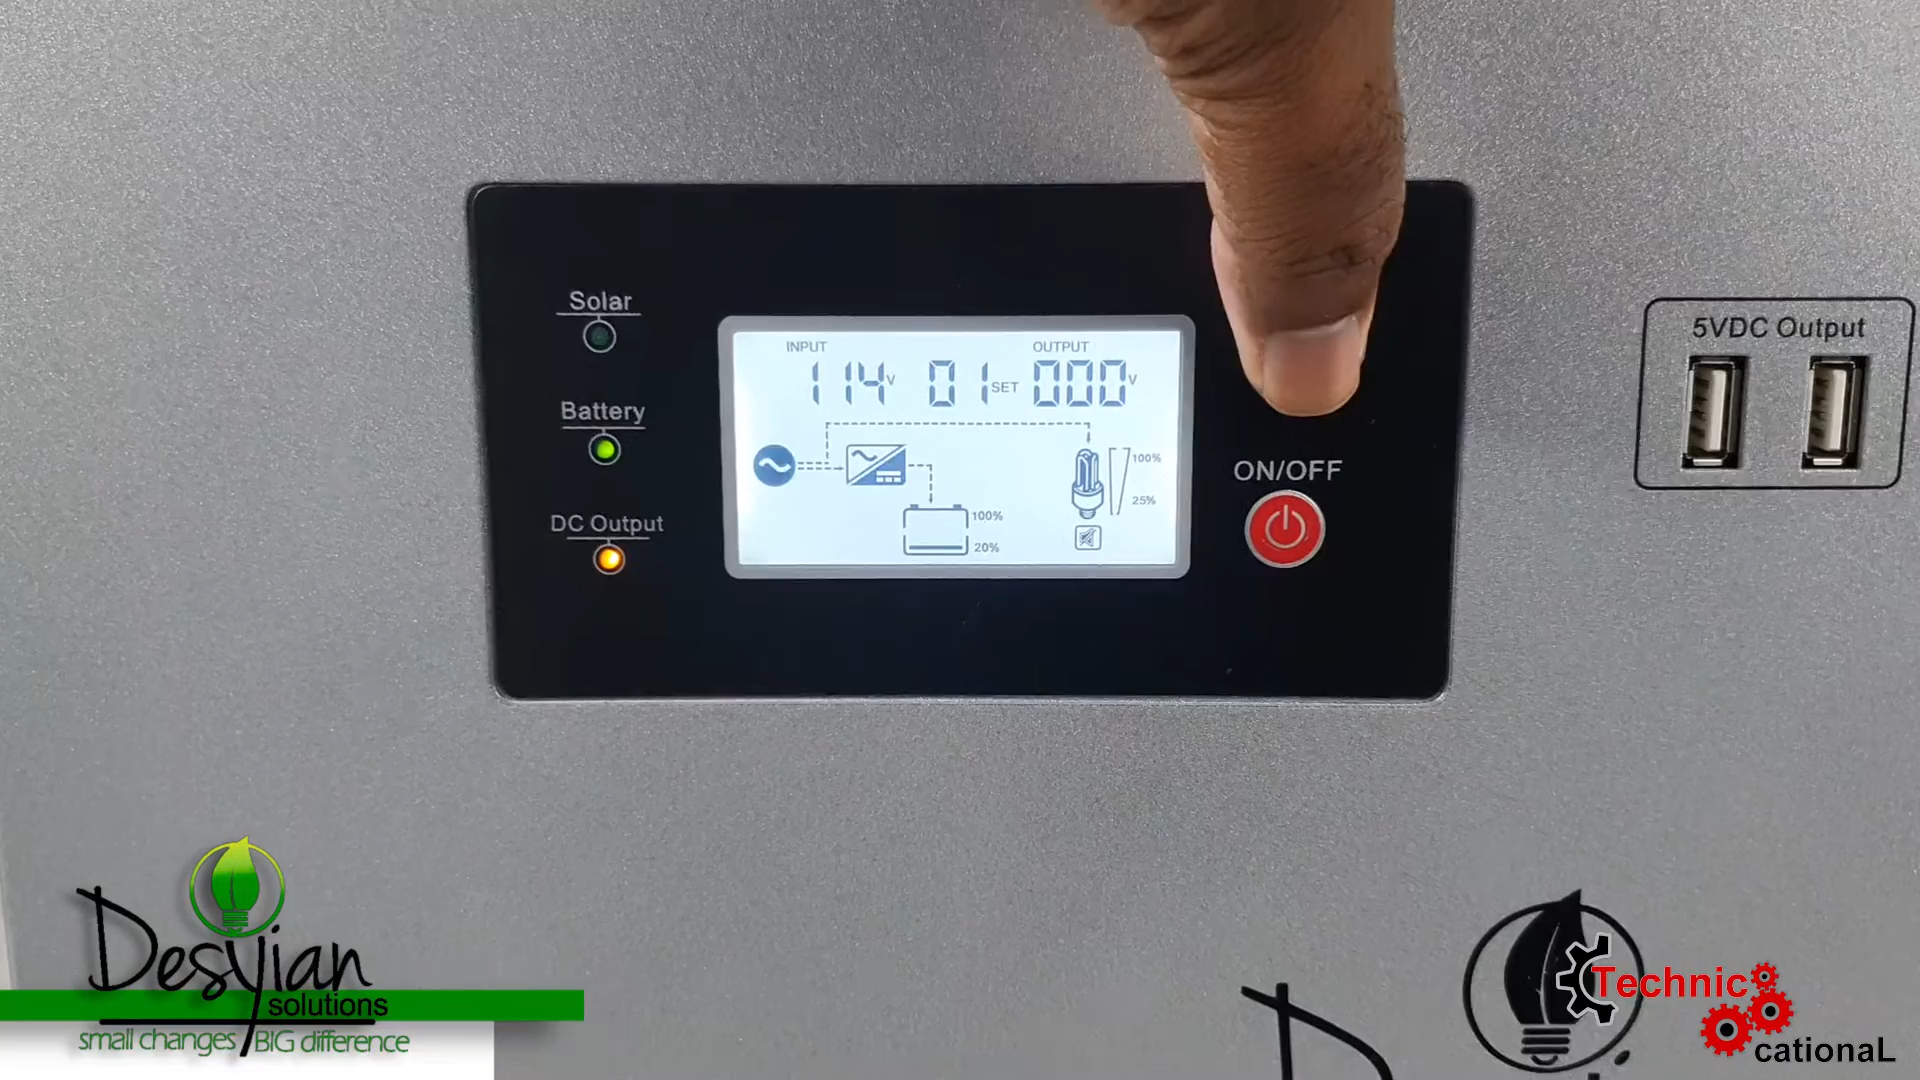 Solar
Battery
DC Output
INPUT
OUTPUT
114V 01SET 000V
100%
25%
100%
20%
ON/OFF
5VDC Output
Desyian
solutions
small changes BIG difference
Technic
cationaL